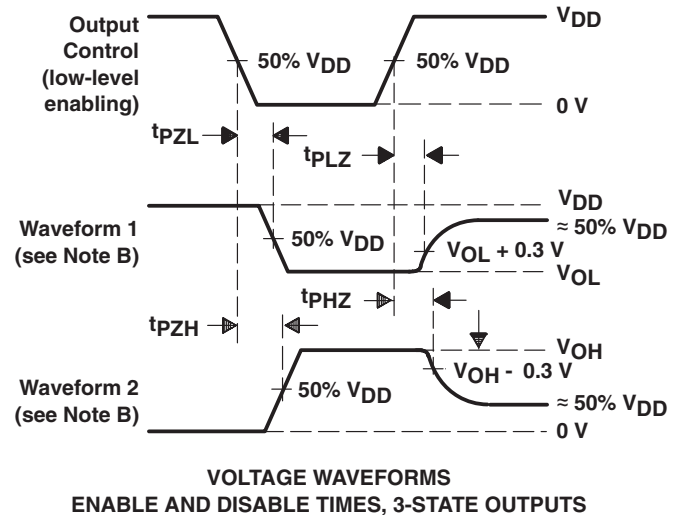 Output
Control
(low-level
enabling)
VDD
50% VDD
50% VDD
0 V
tPZL
tPLZ
VDD
Waveform 1
(see Note B)
50% VDD
≈ 50% VDD
VOL + 0.3 V
VOL
tPHZ
tPZH
VOH
VOH - 0.3 V
Waveform 2
(see Note B)
50% VDD
≈ 50% VDD
0 V
VOLTAGE WAVEFORMS
ENABLE AND DISABLE TIMES, 3-STATE OUTPUTS